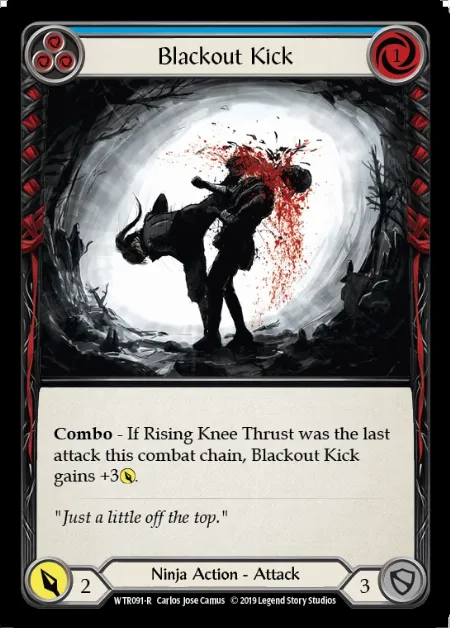 Blackout Kick
1
Combo - If Rising Knee Thrust was the last
attack this combat chain, Blackout Kick
gains +3.
"Just a little off the top."
2
Ninja Action - Attack
3
WTR091-R Carlos Jose Camus © 2019 Legend Story Studios